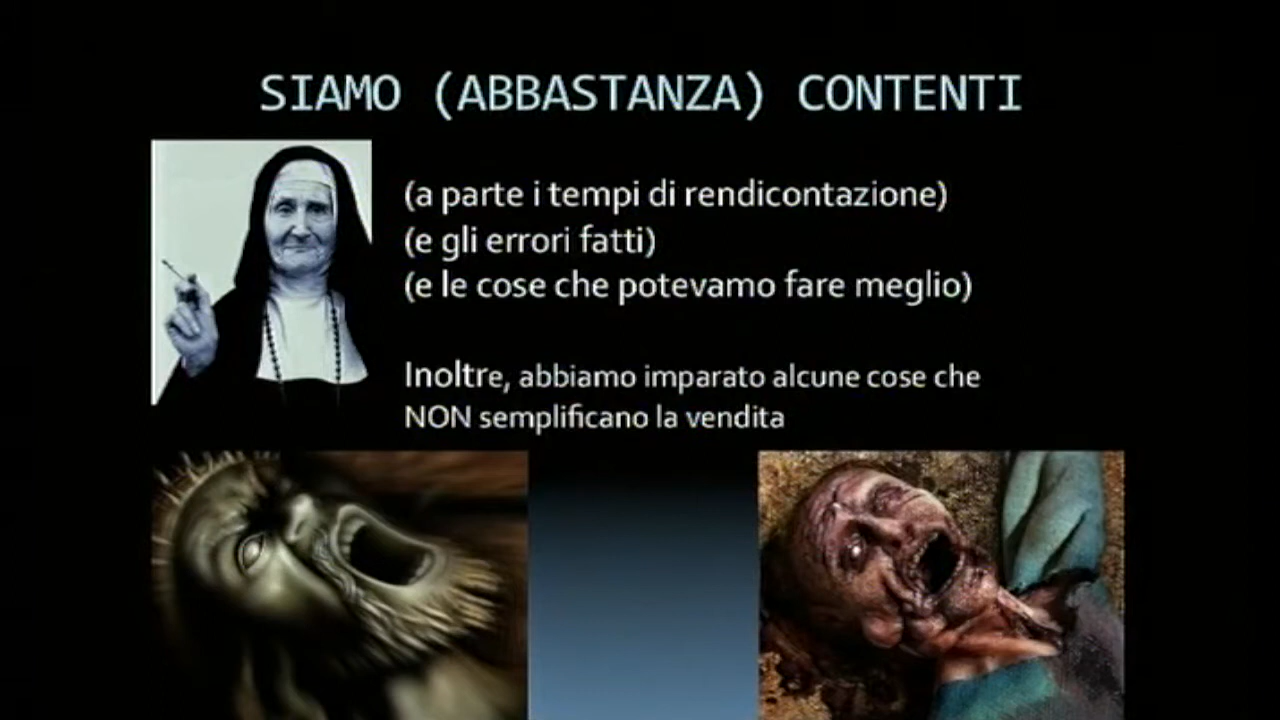 SIAMO (ABBASTANZA) CONTENTI
(a parte i tempi di rendicontazione)
(e gli errori fatti)
(e le cose che potevamo fare meglio)
Inoltre, abbiamo imparato alcune cose che
NON semplificano la vendita